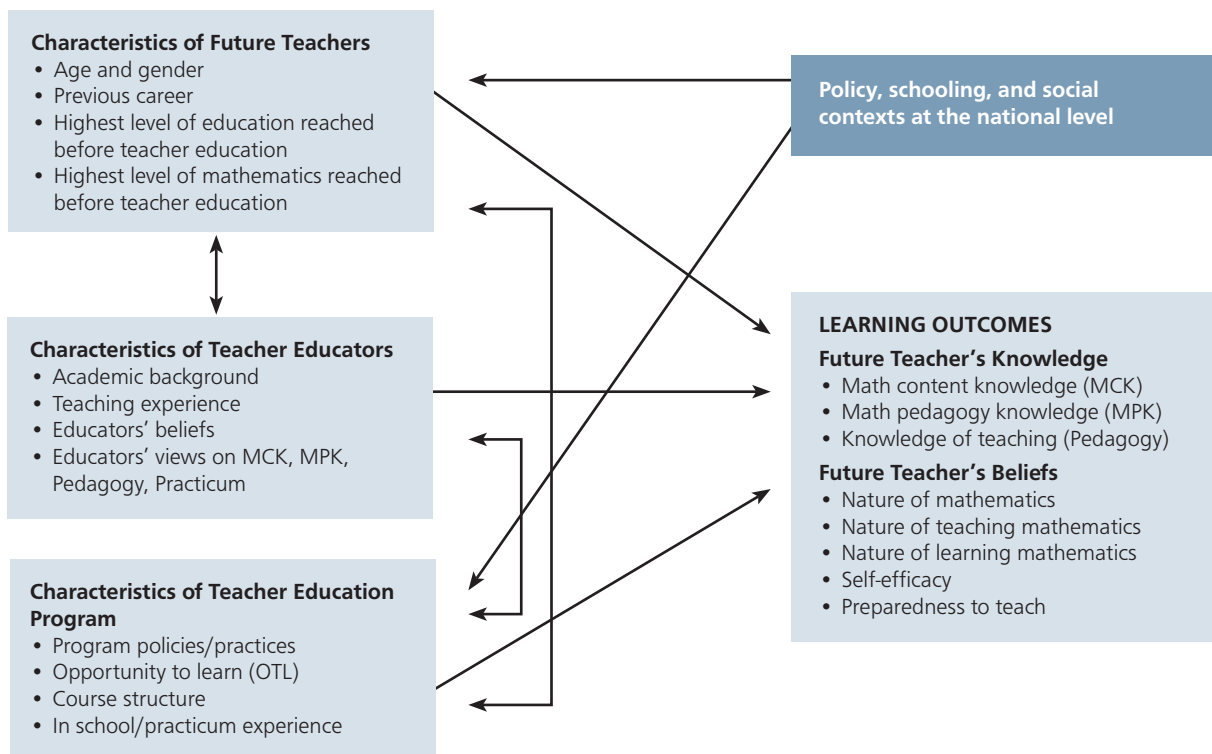 Characteristics of Future Teachers
• Age and gender
• Previous career
• Highest level of education reached
before teacher education
• Highest level of mathematics reached
before teacher education
Policy, schooling, and social
contexts at the national level
Characteristics of Teacher Educators
• Academic background
• Teaching experience
• Educators’ beliefs
• Educators’ views on MCK, MPK,
Pedagogy, Practicum
LEARNING OUTCOMES
Future Teacher’s Knowledge
• Math content knowledge (MCK)
• Math pedagogy knowledge (MPK)
• Knowledge of teaching (Pedagogy)
Future Teacher’s Beliefs
• Nature of mathematics
• Nature of teaching mathematics
• Nature of learning mathematics
• Self-efficacy
• Preparedness to teach
Characteristics of Teacher Education
Program
• Program policies/practices
• Opportunity to learn (OTL)
• Course structure
• In school/practicum experience